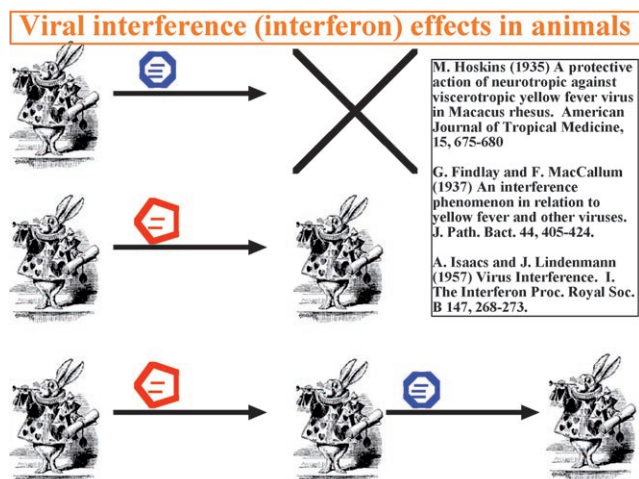 Viral interference (interferon) effects in animals
M. Hoskins (1935) A protective
action of neurotropic against
viscerotropic yellow fever virus
in Macacus rhesus. American
Journal of Tropical Medicine,
15, 675-680
G. Findlay and F. MacCallum
(1937) An interference
phenomenon in relation to
yellow fever and other viruses.
J. Path. Bact. 44, 405-424.
A. Isaacs and J. Lindenmann
(1957) Virus Interference. I.
The Interferon Proc. Royal Soc.
B 147, 268-273.